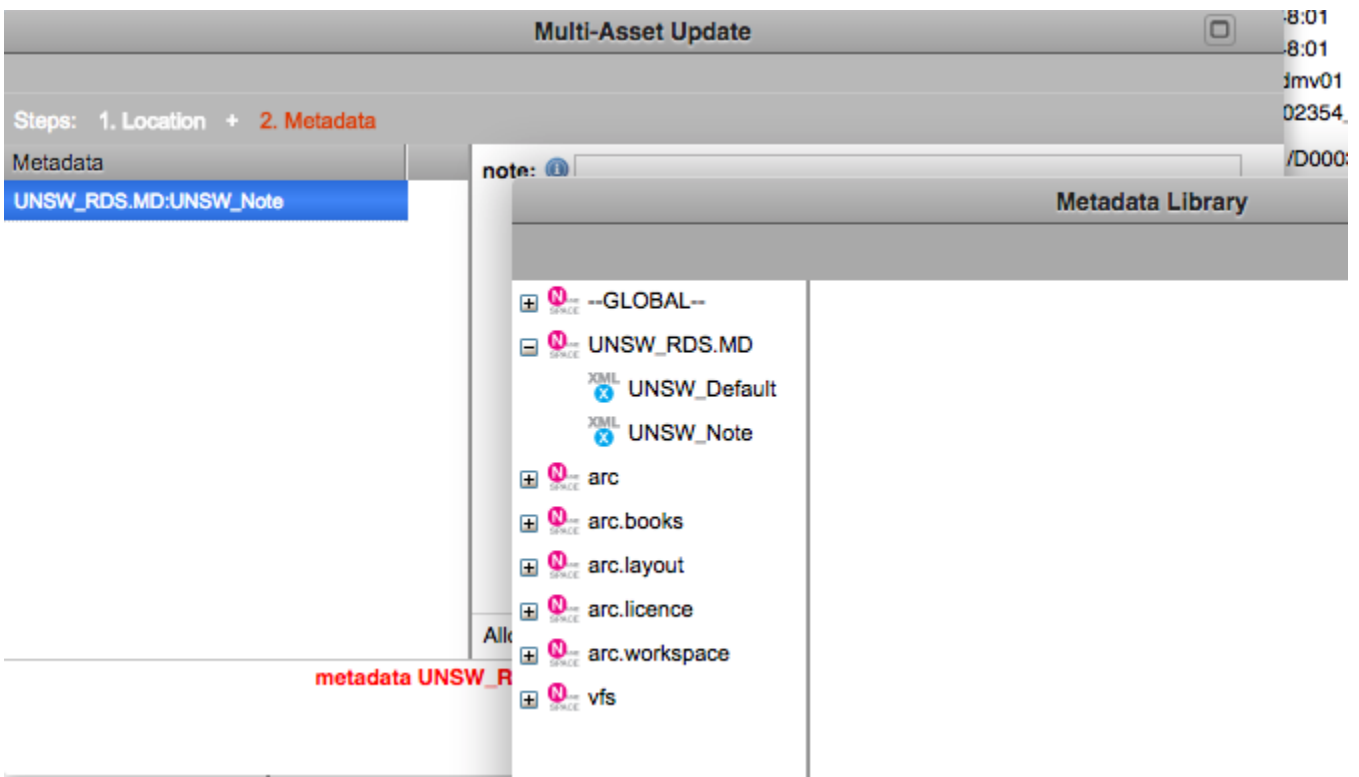 Multi-Asset Update
8:01
8:01
dmv01
02354_
/D000
Steps: 1. Location + 2. Metadata
Metadata
note:
UNSW_RDS.MD:UNSW_Note
Metadata Library
--GLOBAL--
UNSW_RDS.MD
XML UNSW_Default
XML UNSW_Note
arc
arc.books
arc.layout
arc.licence
arc.workspace
vfs
metadata UNSW_R